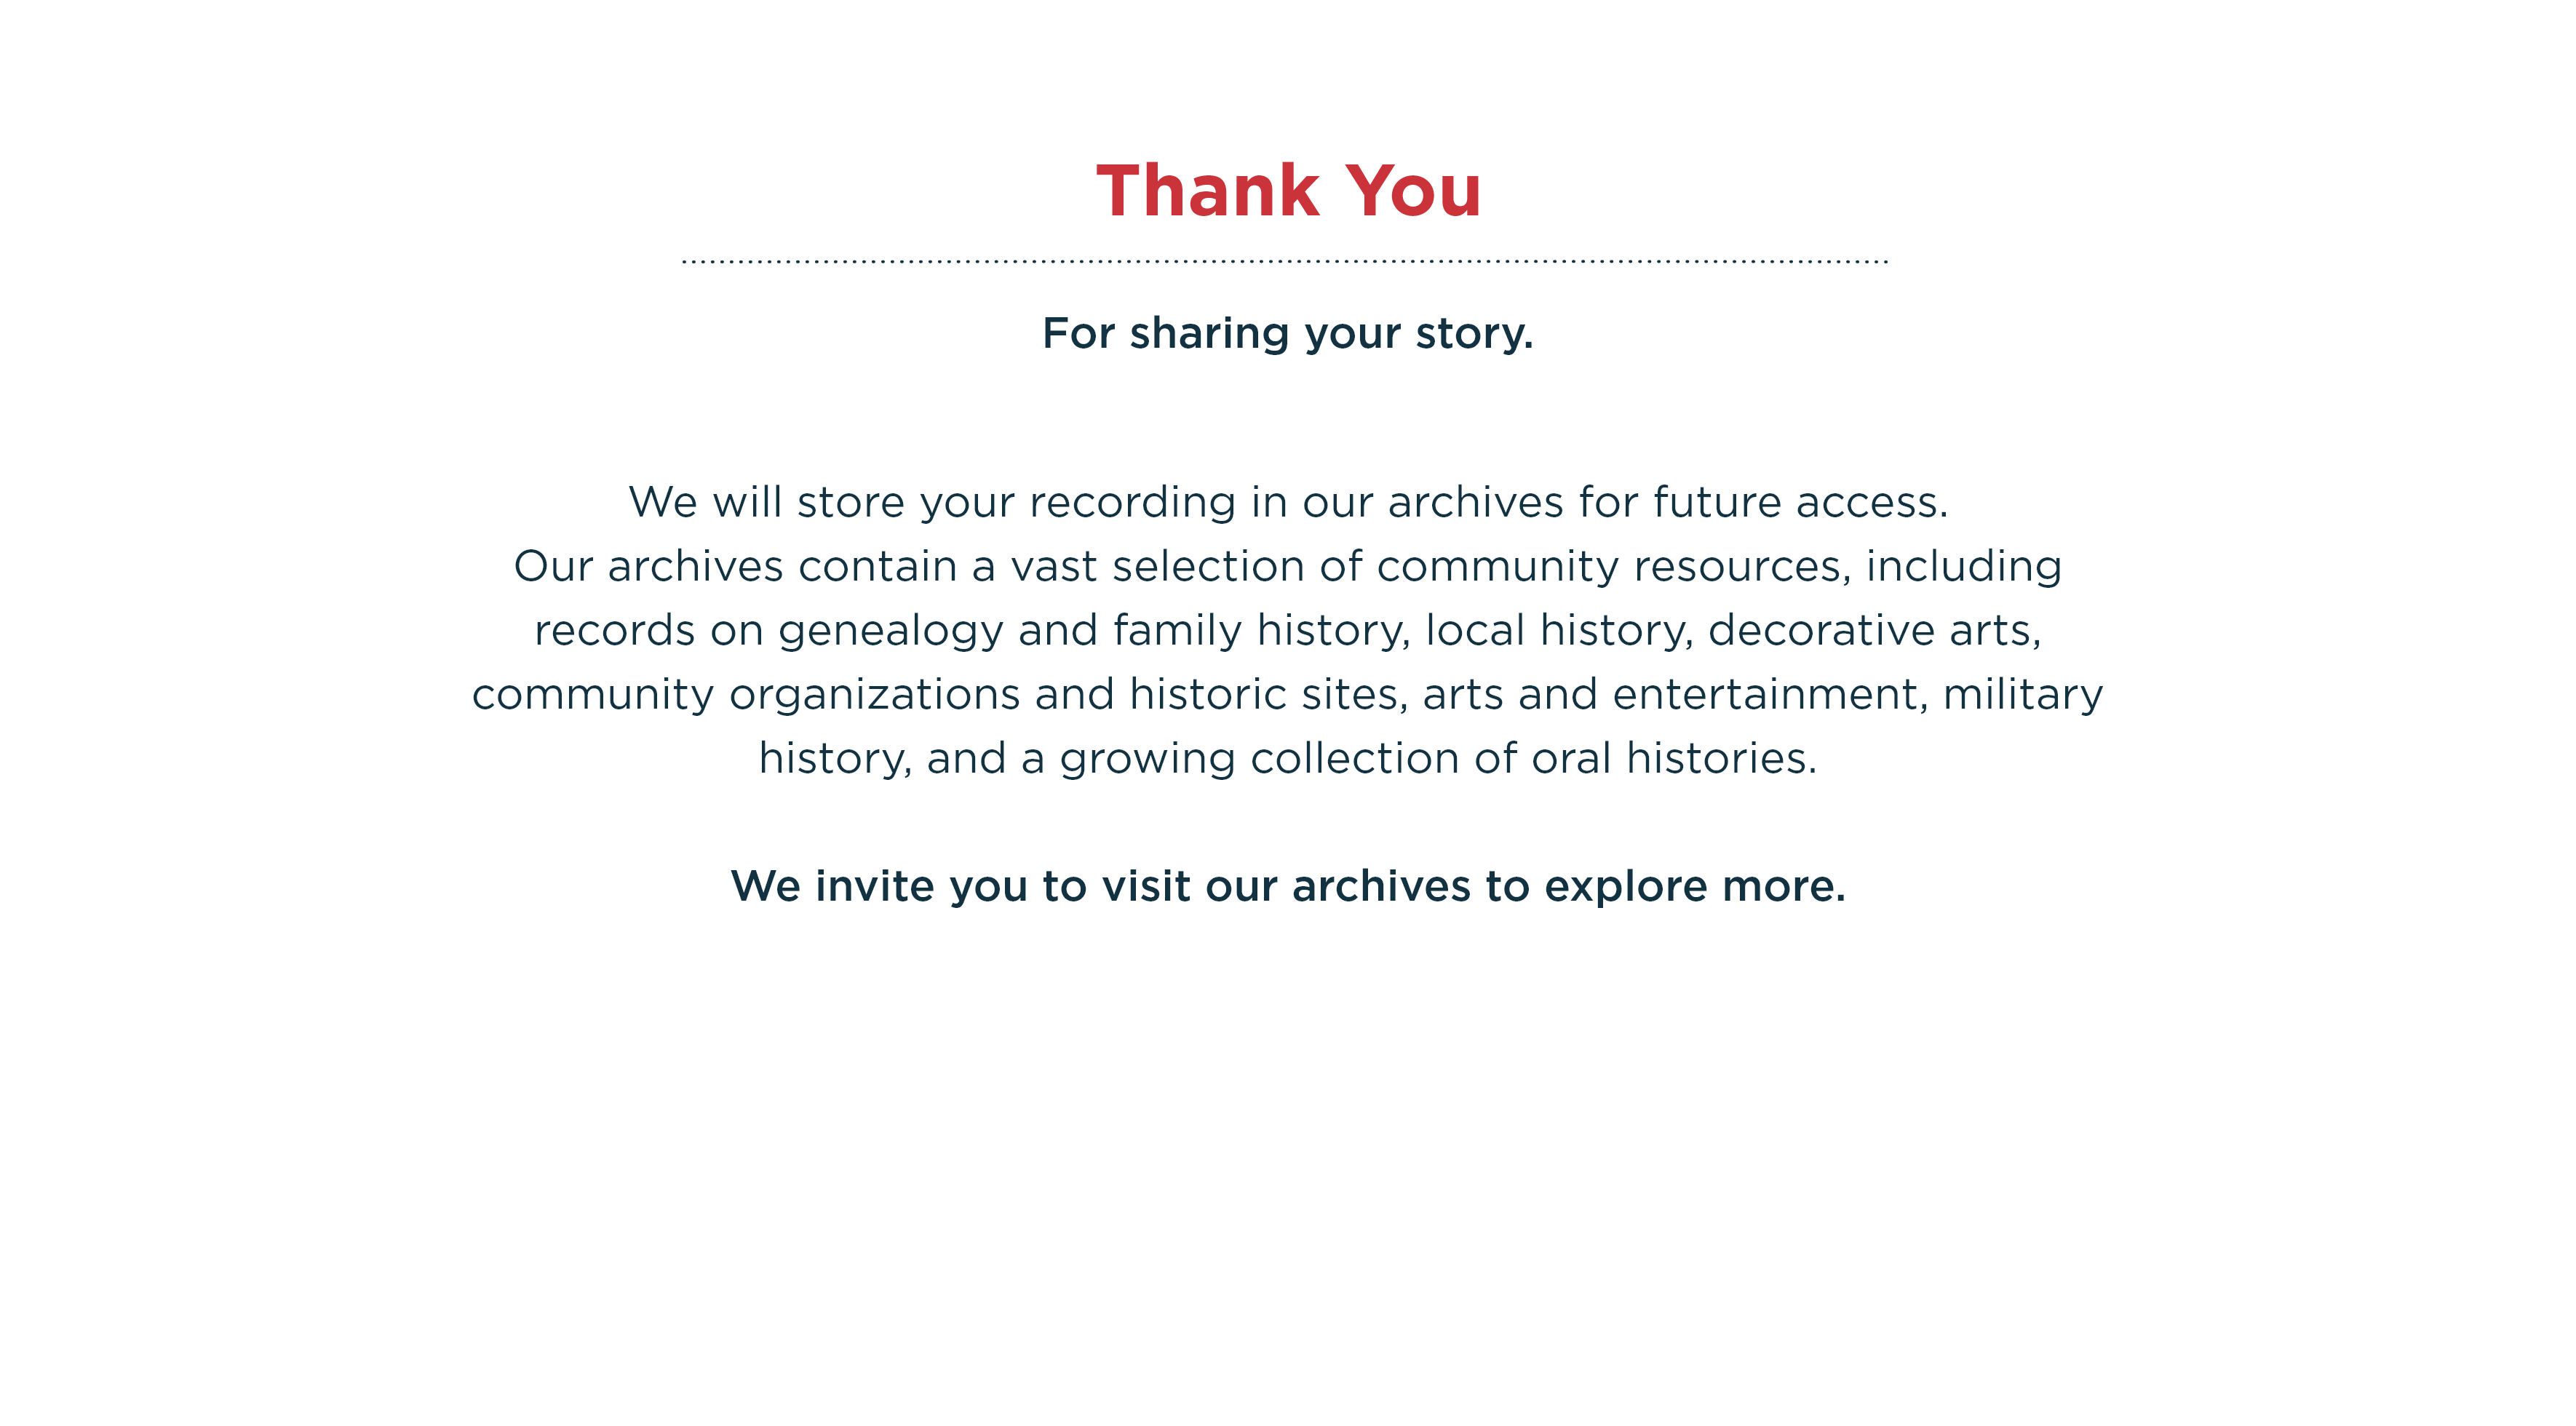 Thank You
For sharing your story.
We will store your recording in our archives for future access.
Our archives contain a vast selection of community resources, including
records on genealogy and family history, local history, decorative arts,
community organizations and historic sites, arts and entertainment, military
history, and a growing collection of oral histories.
We invite you to visit our archives to explore more.